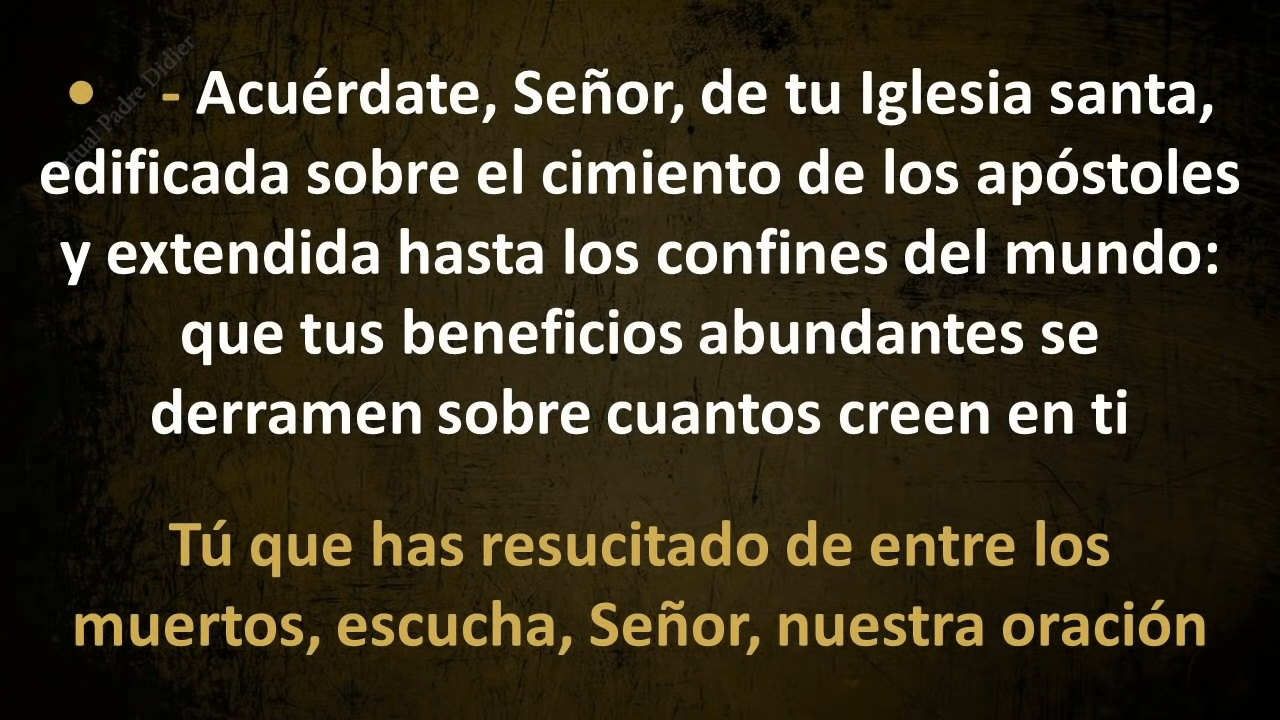 • - Acuérdate, Señor, de tu Iglesia santa,
edificada sobre el cimiento de los apóstoles
y extendida hasta los confines del mundo:
que tus beneficios abundantes se
derramen sobre cuantos creen en ti
Tú que has resucitado de entre los
muertos, escucha, Señor, nuestra oración
Padre Didier